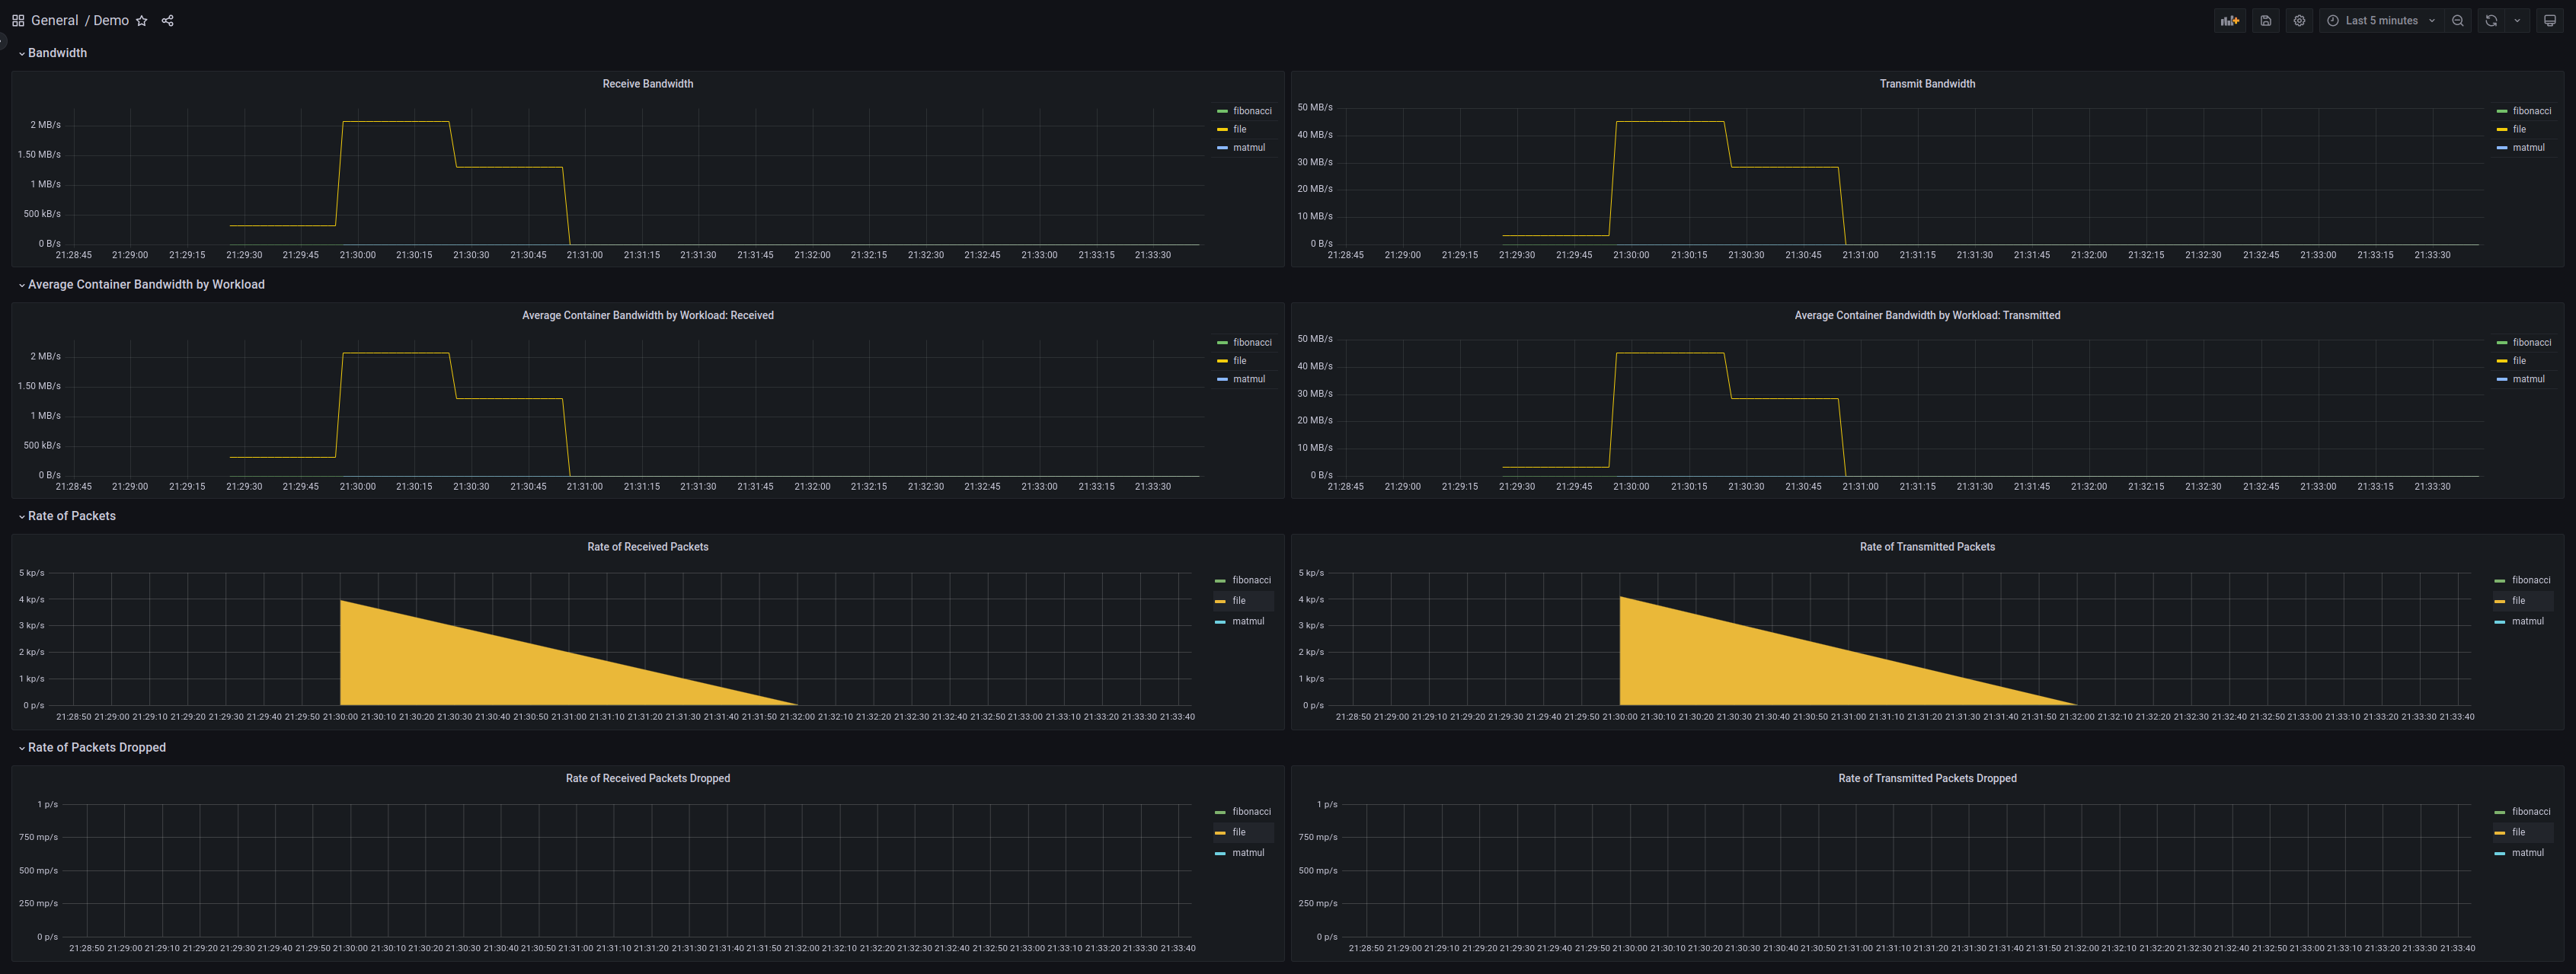 General / Demo
Last 5 minutes
Bandwidth
Receive Bandwidth
2 MB/s
1.50 MB/s
1 MB/s
500 kB/s
0 B/s
21:28:45 21:29:00 21:29:15 21:29:30 21:29:45 21:30:00 21:30:15 21:30:30 21:30:45 21:31:00 21:31:15 21:31:30 21:31:45 21:32:00 21:32:15 21:32:30 21:32:45 21:33:00 21:33:15 21:33:30
fibonacci
file
matmul
Transmit Bandwidth
50 MB/s
40 MB/s
30 MB/s
20 MB/s
10 MB/s
0 B/s
21:28:45 21:29:00 21:29:15 21:29:30 21:29:45 21:30:00 21:30:15 21:30:30 21:30:45 21:31:00 21:31:15 21:31:30 21:31:45 21:32:00 21:32:15 21:32:30 21:32:45 21:33:00 21:33:15 21:33:30
fibonacci
file
matmul
Average Container Bandwidth by Workload
Average Container Bandwidth by Workload: Received
2 MB/s
1.50 MB/s
1 MB/s
500 kB/s
0 B/s
21:28:45 21:29:00 21:29:15 21:29:30 21:29:45 21:30:00 21:30:15 21:30:30 21:30:45 21:31:00 21:31:15 21:31:30 21:31:45 21:32:00 21:32:15 21:32:30 21:32:45 21:33:00 21:33:15 21:33:30
fibonacci
file
matmul
Average Container Bandwidth by Workload: Transmitted
50 MB/s
40 MB/s
30 MB/s
20 MB/s
10 MB/s
0 B/s
21:28:45 21:29:00 21:29:15 21:29:30 21:29:45 21:30:00 21:30:15 21:30:30 21:30:45 21:31:00 21:31:15 21:31:30 21:31:45 21:32:00 21:32:15 21:32:30 21:32:45 21:33:00 21:33:15 21:33:30
fibonacci
file
matmul
Rate of Packets
Rate of Received Packets
5 kp/s
4 kp/s
3 kp/s
2 kp/s
1 kp/s
0 p/s
21:28:50 21:29:00 21:29:10 21:29:20 21:29:30 21:29:40 21:29:50 21:30:00 21:30:10 21:30:20 21:30:30 21:30:40 21:30:50 21:31:00 21:31:10 21:31:20 21:31:30 21:31:40 21:31:50 21:32:00 21:32:10 21:32:20 21:32:30 21:32:40 21:32:50 21:33:00 21:33:10 21:33:20 21:33:30 21:33:40
fibonacci
file
matmul
Rate of Transmitted Packets
5 kp/s
4 kp/s
3 kp/s
2 kp/s
1 kp/s
0 p/s
21:28:50 21:29:00 21:29:10 21:29:20 21:29:30 21:29:40 21:29:50 21:30:00 21:30:10 21:30:20 21:30:30 21:30:40 21:30:50 21:31:00 21:31:10 21:31:20 21:31:30 21:31:40 21:31:50 21:32:00 21:32:10 21:32:20 21:32:30 21:32:40 21:32:50 21:33:00 21:33:10 21:33:20 21:33:30 21:33:40
fibonacci
file
matmul
Rate of Packets Dropped
Rate of Received Packets Dropped
1 p/s
750 mp/s
500 mp/s
250 mp/s
0 p/s
21:28:50 21:29:00 21:29:10 21:29:20 21:29:30 21:29:40 21:29:50 21:30:00 21:30:10 21:30:20 21:30:30 21:30:40 21:30:50 21:31:00 21:31:10 21:31:20 21:31:30 21:31:40 21:31:50 21:32:00 21:32:10 21:32:20 21:32:30 21:32:40 21:32:50 21:33:00 21:33:10 21:33:20 21:33:30 21:33:40
fibonacci
file
matmul
Rate of Transmitted Packets Dropped
1 p/s
750 mp/s
500 mp/s
250 mp/s
0 p/s
21:28:50 21:29:00 21:29:10 21:29:20 21:29:30 21:29:40 21:29:50 21:30:00 21:30:10 21:30:20 21:30:30 21:30:40 21:30:50 21:31:00 21:31:10 21:31:20 21:31:30 21:31:40 21:31:50 21:32:00 21:32:10 21:32:20 21:32:30 21:32:40 21:32:50 21:33:00 21:33:10 21:33:20 21:33:30 21:33:40
fibonacci
file
matmul